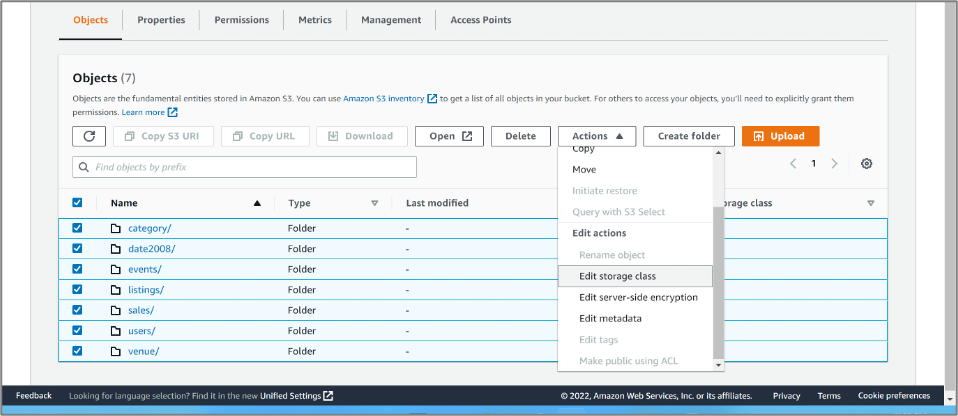 Objects Properties Permissions Metrics Management Access Points
Objects (7)
Objects are the fundamental entities stored in Amazon S3. You can use Amazon S3 inventory to get a list of all objects in your bucket. For others to access your objects, you'll need to explicitly grant them
permissions. Learn more
Copy S3 URI Copy URL Download Open Delete Actions Create folder Upload
Find objects by prefix
1
Copy
Move
Initiate restore
Query with S3 Select
Edit actions
Rename object
Edit storage class
Edit server-side encryption
Edit metadata
Edit tags
Make public using ACL
Name Type Last modified class
category/ Folder -
date2008/ Folder -
events/ Folder -
listings/ Folder -
sales/ Folder -
users/ Folder -
venue/ Folder -
Feedback Looking for language selection? Find it in the new Unified Settings © 2022, Amazon Web Services, Inc. or its affiliates. Privacy Terms Cookie preferences